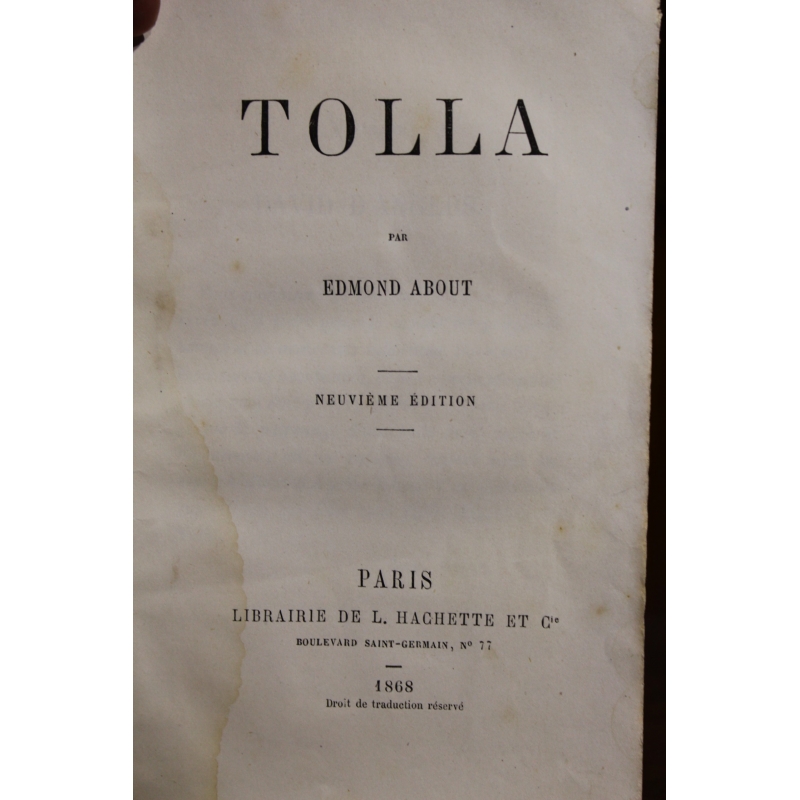 TOLLA
PAR
EDMOND ABOUT
NEUVIÈME ÉDITION
PARIS
LIBRAIRIE DE L. HACHETTE ET Cie
BOULEVARD SAINT-GERMAIN, No 77
1868
Droit de traduction réservé